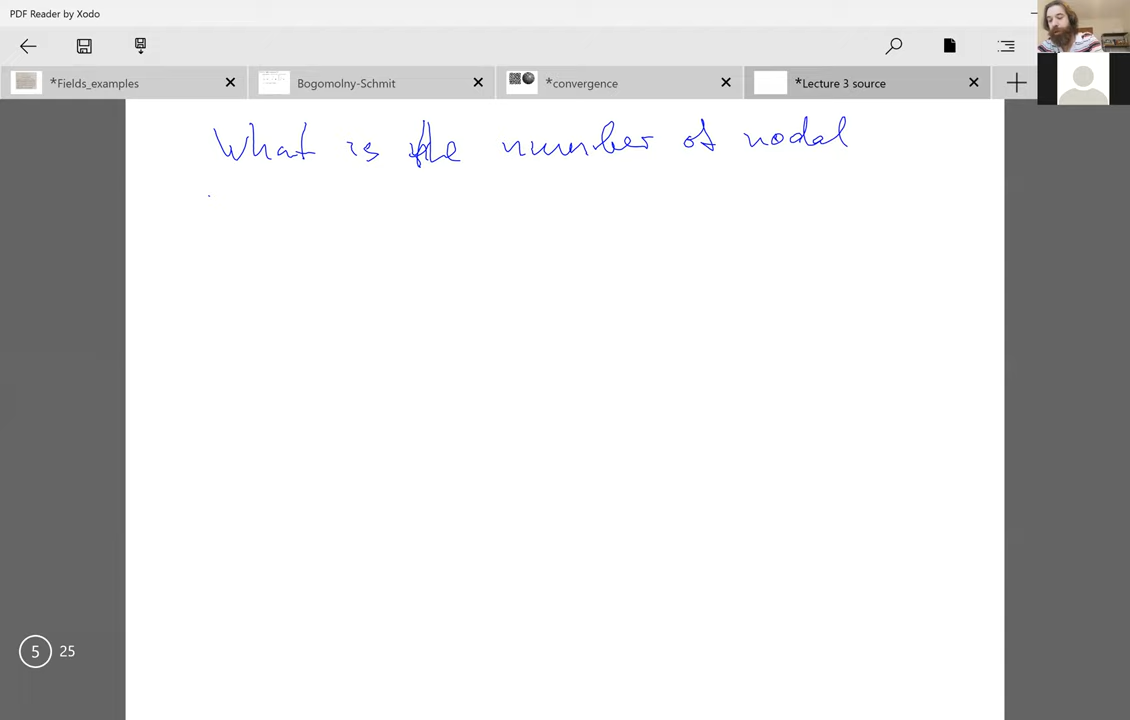 PDF Reader by Xodo
*Fields_examples
Bogomolny-Schmit
*convergence
*Lecture 3 source
What is the number of nodal
5 25